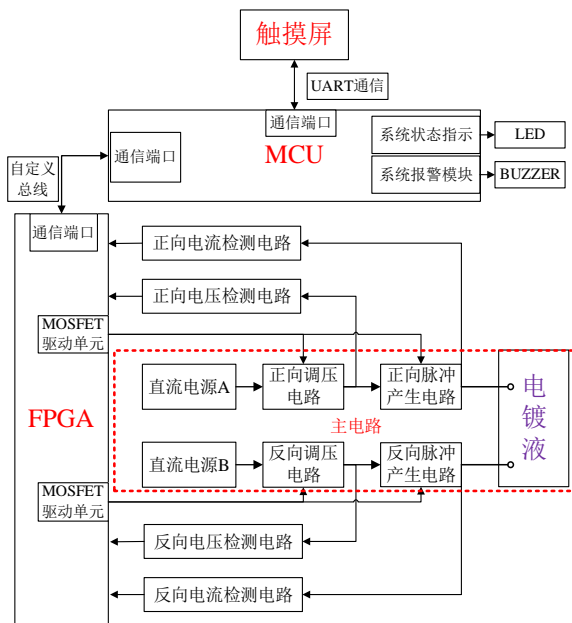 触摸屏
UART通信
通信端口
MCU
系统状态指示
LED
通信端口
系统报警模块
BUZZER
自定义
总线
通信端口
正向电流检测电路
正向电压检测电路
MOSFET
驱动单元
FPGA
直流电源A
正向调压
电路
正向脉冲
产生电路
主电路
直流电源B
反向调压
电路
反向脉冲
产生电路
电
镀
液
MOSFET
驱动单元
反向电压检测电路
反向电流检测电路